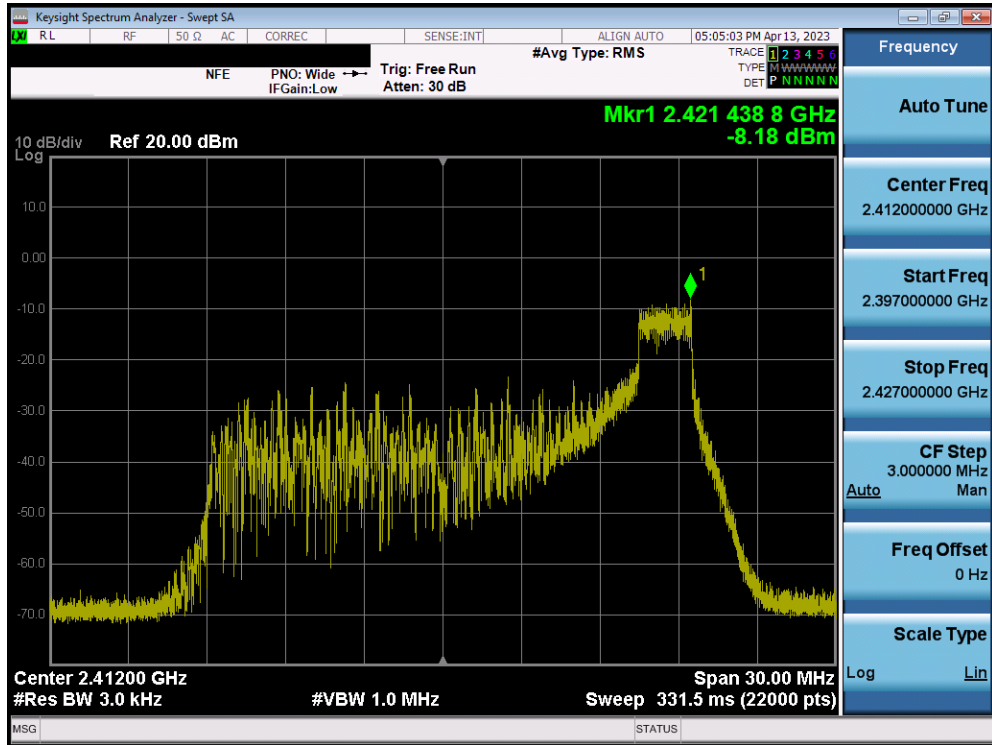 Keysight Spectrum Analyzer - Swept SA
LXI RL RF 50 Ω AC CORREC SENSE:INT ALIGN AUTO 05:05:03 PM Apr 13, 2023
NFE PNO: Wide IFGain:Low Trig: Free Run Atten: 30 dB #Avg Type: RMS
TRACE 1 2 3 4 5 6
TYPE M W W W W W
DET P N N N N N
Mkr1 2.421 438 8 GHz
-8.18 dBm
10 dB/div Ref 20.00 dBm
Log
10.0
0.00
-10.0
-20.0
-30.0
-40.0
-50.0
-60.0
-70.0
1
Center 2.41200 GHz Span 30.00 MHz
#Res BW 3.0 kHz #VBW 1.0 MHz Sweep 331.5 ms (22000 pts)
MSG STATUS
Frequency
Auto Tune
Center Freq
2.412000000 GHz
Start Freq
2.397000000 GHz
Stop Freq
2.427000000 GHz
CF Step
3.000000 MHz
Auto Man
Freq Offset
0 Hz
Scale Type
Log Lin